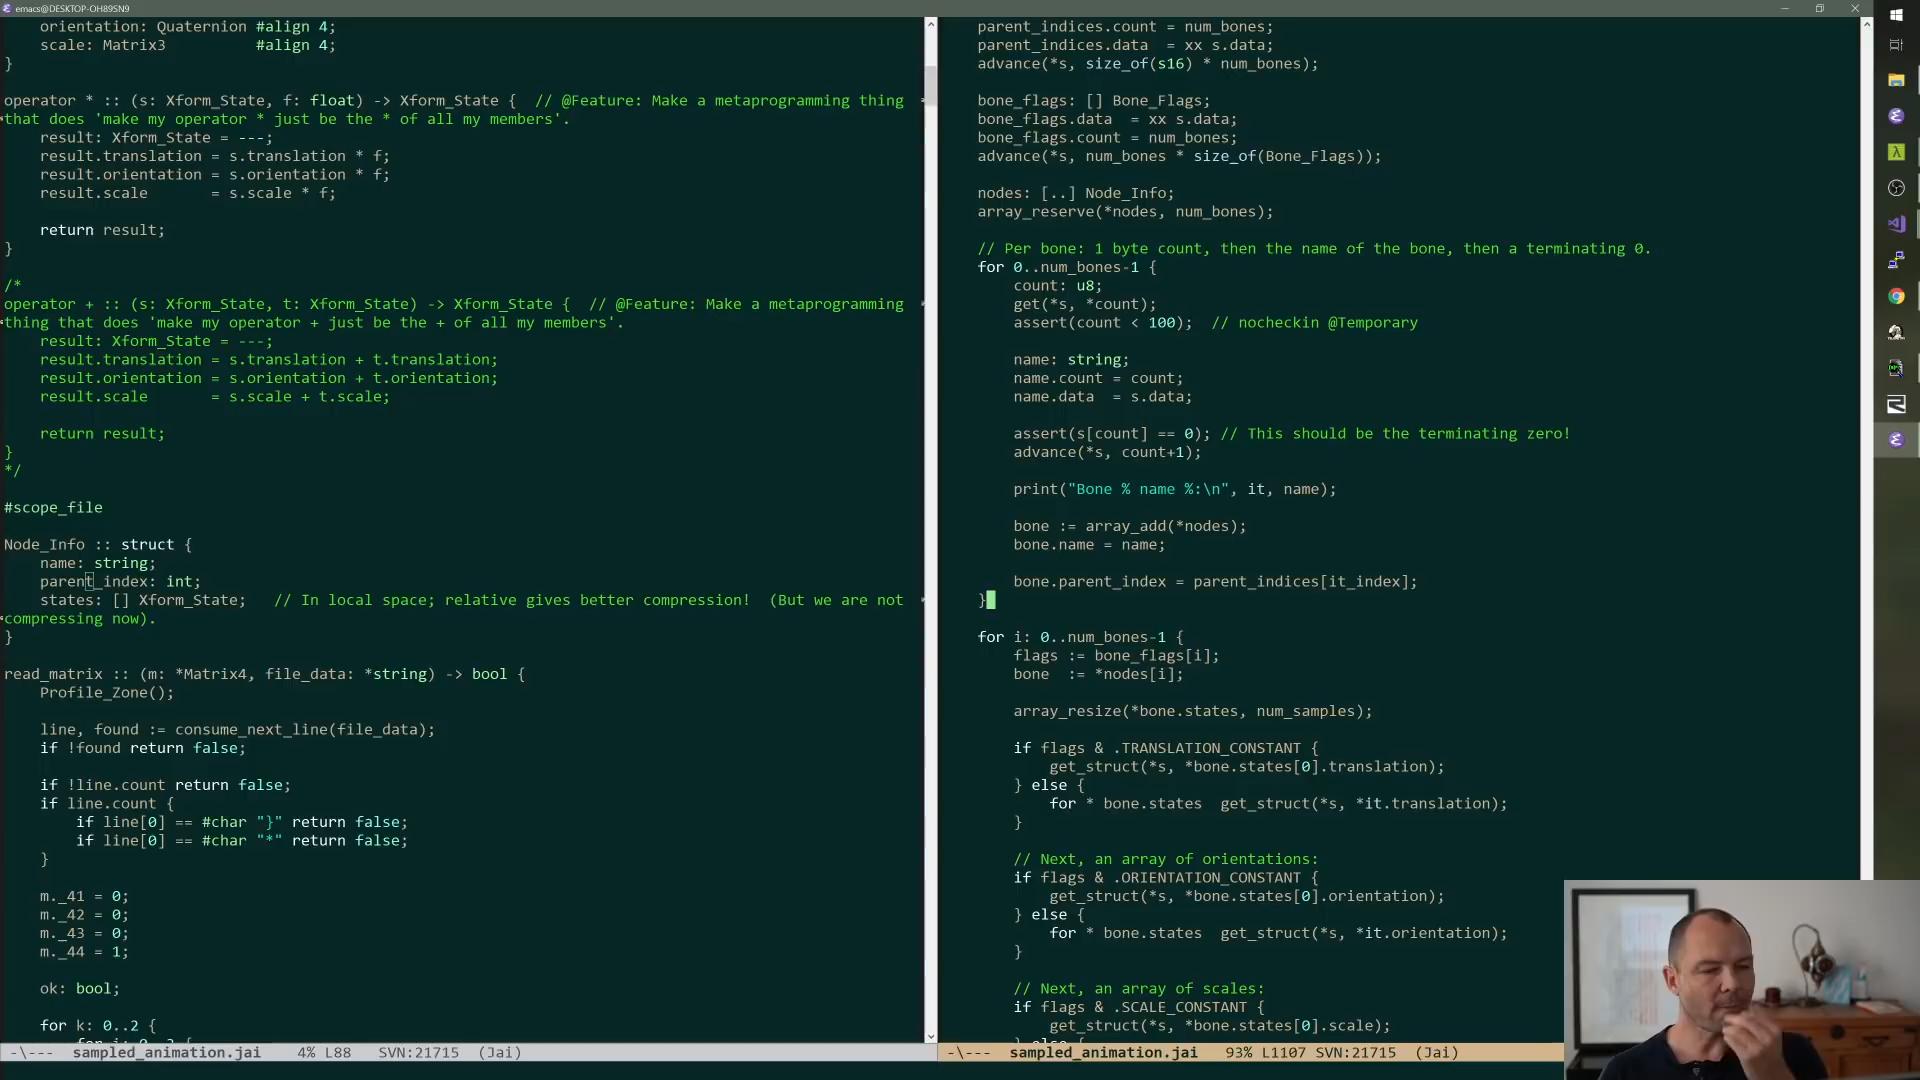 emacs@DESKTOP-OH89SN9
    orientation: Quaternion #align 4;
    scale: Matrix3          #align 4;
}

operator * :: (s: Xform_State, f: float) -> Xform_State {  // @Feature: Make a metaprogramming thing
that does 'make my operator * just be the * of all my members'.
    result: Xform_State = ---;
    result.translation = s.translation * f;
    result.orientation = s.orientation * f;
    result.scale       = s.scale * f;

    return result;
}

/*
operator + :: (s: Xform_State, t: Xform_State) -> Xform_State {  // @Feature: Make a metaprogramming
thing that does 'make my operator + just be the + of all my members'.
    result: Xform_State = ---;
    result.translation = s.translation + t.translation;
    result.orientation = s.orientation + t.orientation;
    result.scale       = s.scale + t.scale;

    return result;
}
*/

#scope_file

Node_Info :: struct {
    name: string;
    parent_index: int;
    states: [] Xform_State;   // In local space; relative gives better compression!  (But we are not
compressing now).
}

read_matrix :: (m: *Matrix4, file_data: *string) -> bool {
    Profile_Zone();

    line, found := consume_next_line(file_data);
    if !found return false;

    if !line.count return false;
    if line.count {
        if line[0] == #char "}" return false;
        if line[0] == #char "*" return false;
    }

    m._41 = 0;
    m._42 = 0;
    m._43 = 0;
    m._44 = 1;

    ok: bool;

    for k: 0..2 {
-\---  sampled_animation.jai    4% L88    SVN:21715  (Jai)
    parent_indices.count = num_bones;
    parent_indices.data  = xx s.data;
    advance(*s, size_of(s16) * num_bones);

    bone_flags: [] Bone_Flags;
    bone_flags.data  = xx s.data;
    bone_flags.count = num_bones;
    advance(*s, num_bones * size_of(Bone_Flags));

    nodes: [..] Node_Info;
    array_reserve(*nodes, num_bones);

    // Per bone: 1 byte count, then the name of the bone, then a terminating 0.
    for 0..num_bones-1 {
        count: u8;
        get(*s, *count);
        assert(count < 100);  // nocheckin @Temporary

        name: string;
        name.count = count;
        name.data  = s.data;

        assert(s[count] == 0); // This should be the terminating zero!
        advance(*s, count+1);

        print("Bone % name %:\n", it, name);

        bone := array_add(*nodes);
        bone.name = name;

        bone.parent_index = parent_indices[it_index];
    }

    for i: 0..num_bones-1 {
        flags := bone_flags[i];
        bone  := *nodes[i];

        array_resize(*bone.states, num_samples);

        if flags & .TRANSLATION_CONSTANT {
            get_struct(*s, *bone.states[0].translation);
        } else {
            for * bone.states  get_struct(*s, *it.translation);
        }

        // Next, an array of orientations:
        if flags & .ORIENTATION_CONSTANT {
            get_struct(*s, *bone.states[0].orientation);
        } else {
            for * bone.states  get_struct(*s, *it.orientation);
        }

        // Next, an array of scales:
        if flags & .SCALE_CONSTANT {
            get_struct(*s, *bone.states[0].scale);
-\---  sampled_animation.jai   93% L1107 SVN:21715  (Jai)